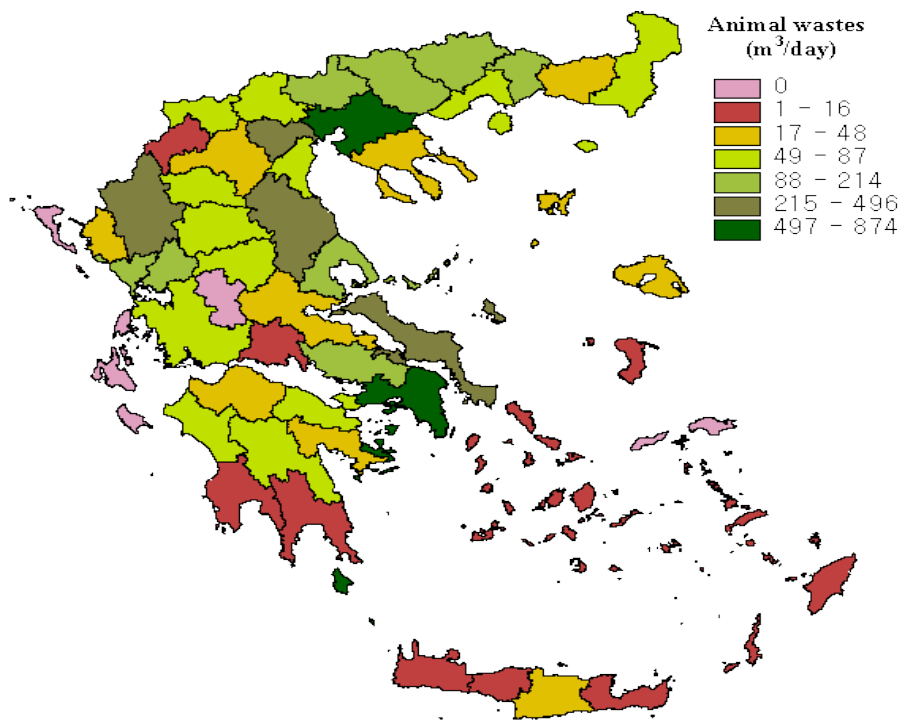 Animal wastes
(m³/day)
0
1 - 16
17 - 48
49 - 87
88 - 214
215 - 496
497 - 874